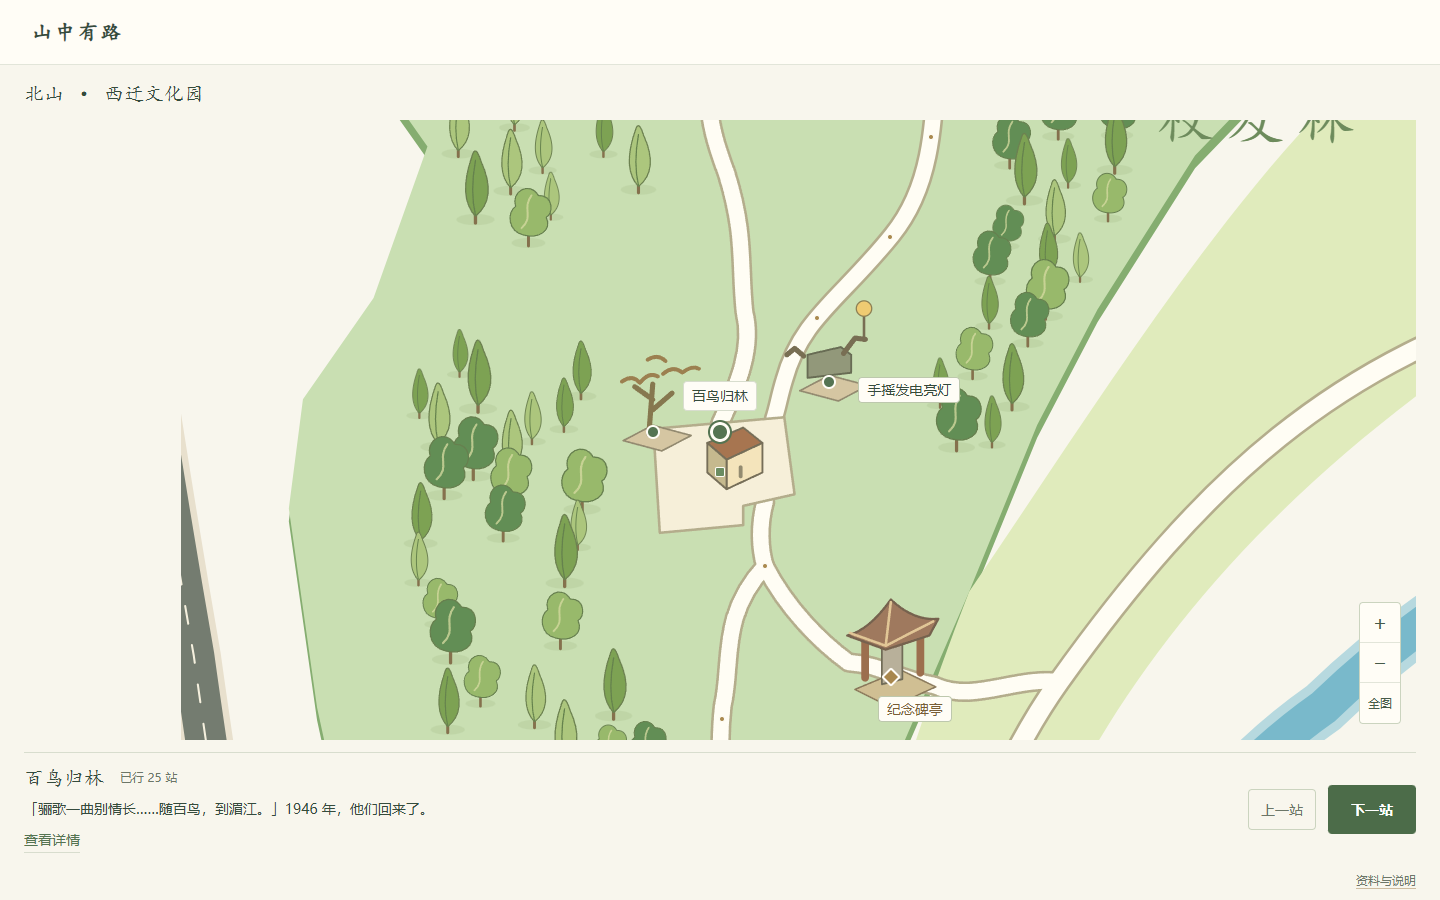 山中有路
北山 • 西迁文化园
百鸟归林
手摇发电亮灯
纪念碑亭
+
−
全图
百鸟归林 已行 25 站
「骊歌一曲别情长……随百鸟，到湄江。」1946 年，他们回来了。
查看详情
上一站
下一站
资料与说明